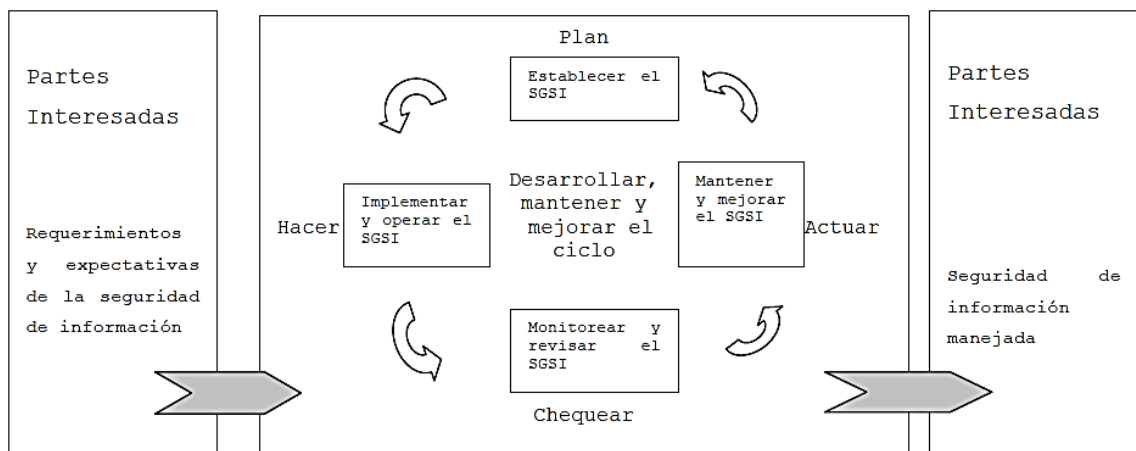 Partes
Interesadas
Requerimientos
y expectativas
de la seguridad
de información
Plan
Establecer el
SGSI
Hacer
Implementar
y operar el
SGSI
Desarrollar,
mantener y
mejorar el
ciclo
Mantener
y mejorar
el SGSI
Actuar
Monitorear y
revisar el
SGSI
Chequear
Partes
Interesadas
Seguridad de
información
manejada